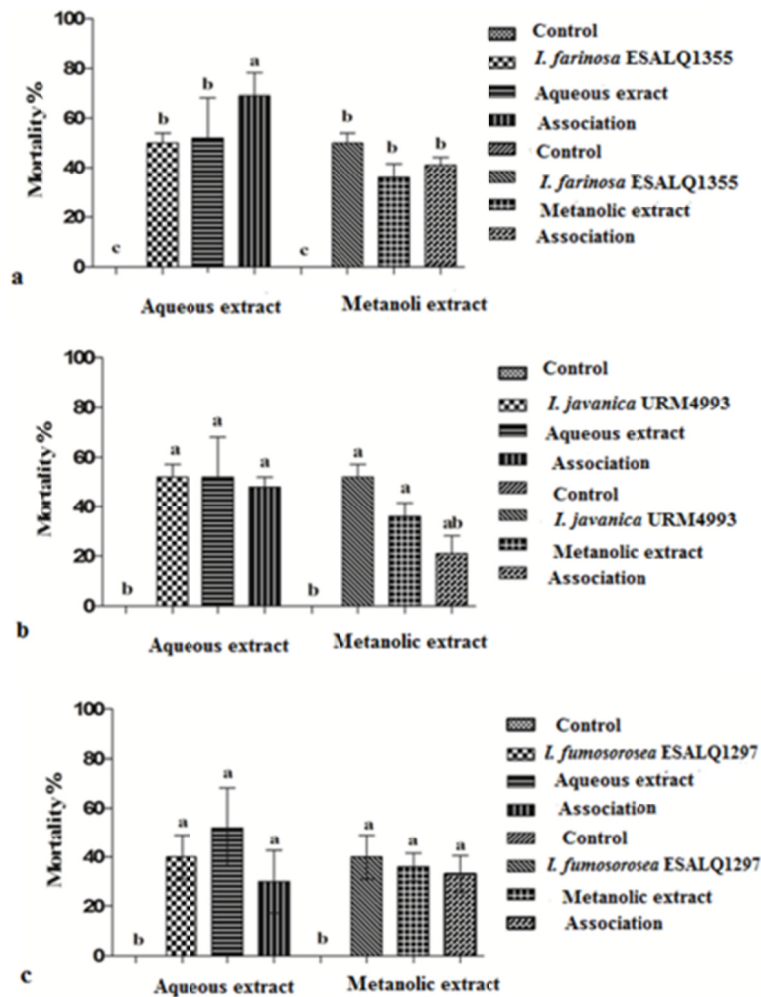 100
80
60
40
20
0
Mortality%
c b b a c b b b
Aqueous extract Metanoli extract
a
Control
I. farinosa ESALQ1355
Aqueous exract
Association
Control
I. farinosa ESALQ1355
Metanolic extract
Association
100
80
60
40
20
0
Mortality%
b a a a b a a ab
Aqueous extract Metanolic extract
b
Control
I. javanica URM4993
Aqueous extract
Association
Control
I. javanica URM4993
Metanolic extract
Association
100
80
60
40
20
0
Mortality%
b a a a b a a a
Aqueous extract Metanolic extract
c
Control
I. fumosorosea ESALQ1297
Aqueous extract
Association
Control
I. fumosorosea ESALQ1297
Metanolic extract
Association